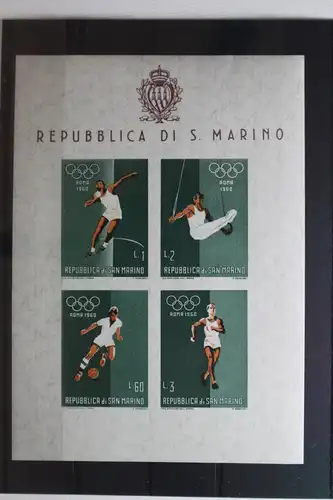 REPUBBLICA DI S. MARINO
ROMA
1960
L.1
REPUBBLICA di SAN MARINO
ROMA
1960
L.2
REPUBBLICA di SAN MARINO
ROMA 1960
L.60
REPUBBLICA di SAN MARINO
ROMA 1960
L.3
REPUBBLICA di SAN MARINO